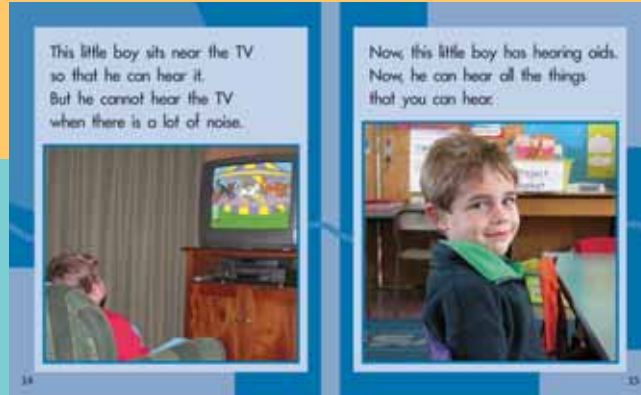 This little boy sits near the TV
so that he can hear it.
But he cannot hear the TV
when there is a lot of noise.
14
Now, this little boy has hearing aids.
Now, he can hear all the things
that you can hear.
15